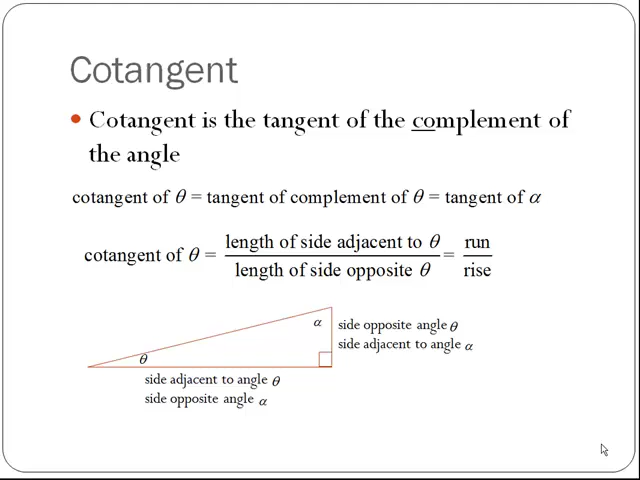 Cotangent
• Cotangent is the tangent of the complement of
the angle
cotangent of θ = tangent of complement of θ = tangent of α
cotangent of θ = length of side adjacent to θ / length of side opposite θ = run / rise
α
side opposite angle θ
side adjacent to angle α
θ
side adjacent to angle θ
side opposite angle α